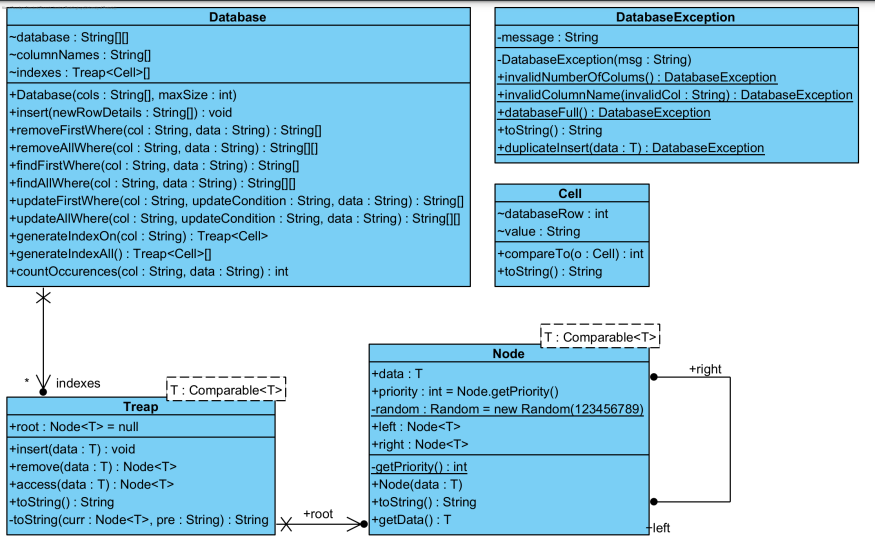 Database
~database : String[][]
~columnNames : String[]
~indexes : Treap<Cell>[]
+Database(cols : String[], maxSize : int)
+insert(newRowDetails : String[]) : void
+removeFirstWhere(col : String, data : String) : String[]
+removeAllWhere(col : String, data : String) : String[][]
+findFirstWhere(col : String, data : String) : String[]
+findAllWhere(col : String, data : String) : String[][]
+updateFirstWhere(col : String, updateCondition : String, data : String) : String[]
+updateAllWhere(col : String, updateCondition : String, data : String) : String[][]
+generateIndexOn(col : String) : Treap<Cell>
+generateIndexAll() : Treap<Cell>[]
+countOccurences(col : String, data : String) : int
DatabaseException
-message : String
-DatabaseException(msg : String)
+invalidNumberOfColums() : DatabaseException
+invalidColumnName(invalidCol : String) : DatabaseException
+databaseFull() : DatabaseException
+toString() : String
+duplicateInsert(data : T) : DatabaseException
Cell
~databaseRow : int
~value : String
+compareTo(o : Cell) : int
+toString() : String
* indexes
T : Comparable<T>
Treap
+root : Node<T> = null
+insert(data : T) : void
+remove(data : T) : Node<T>
+access(data : T) : Node<T>
+toString() : String
-toString(curr : Node<T>, pre : String) : String
+root
T : Comparable<T>
Node
+data : T
+priority : int = Node.getPriority()
-random : Random = new Random(123456789)
+left : Node<T>
+right : Node<T>
-getPriority() : int
+Node(data : T)
+toString() : String
+getData() : T
+right
+left